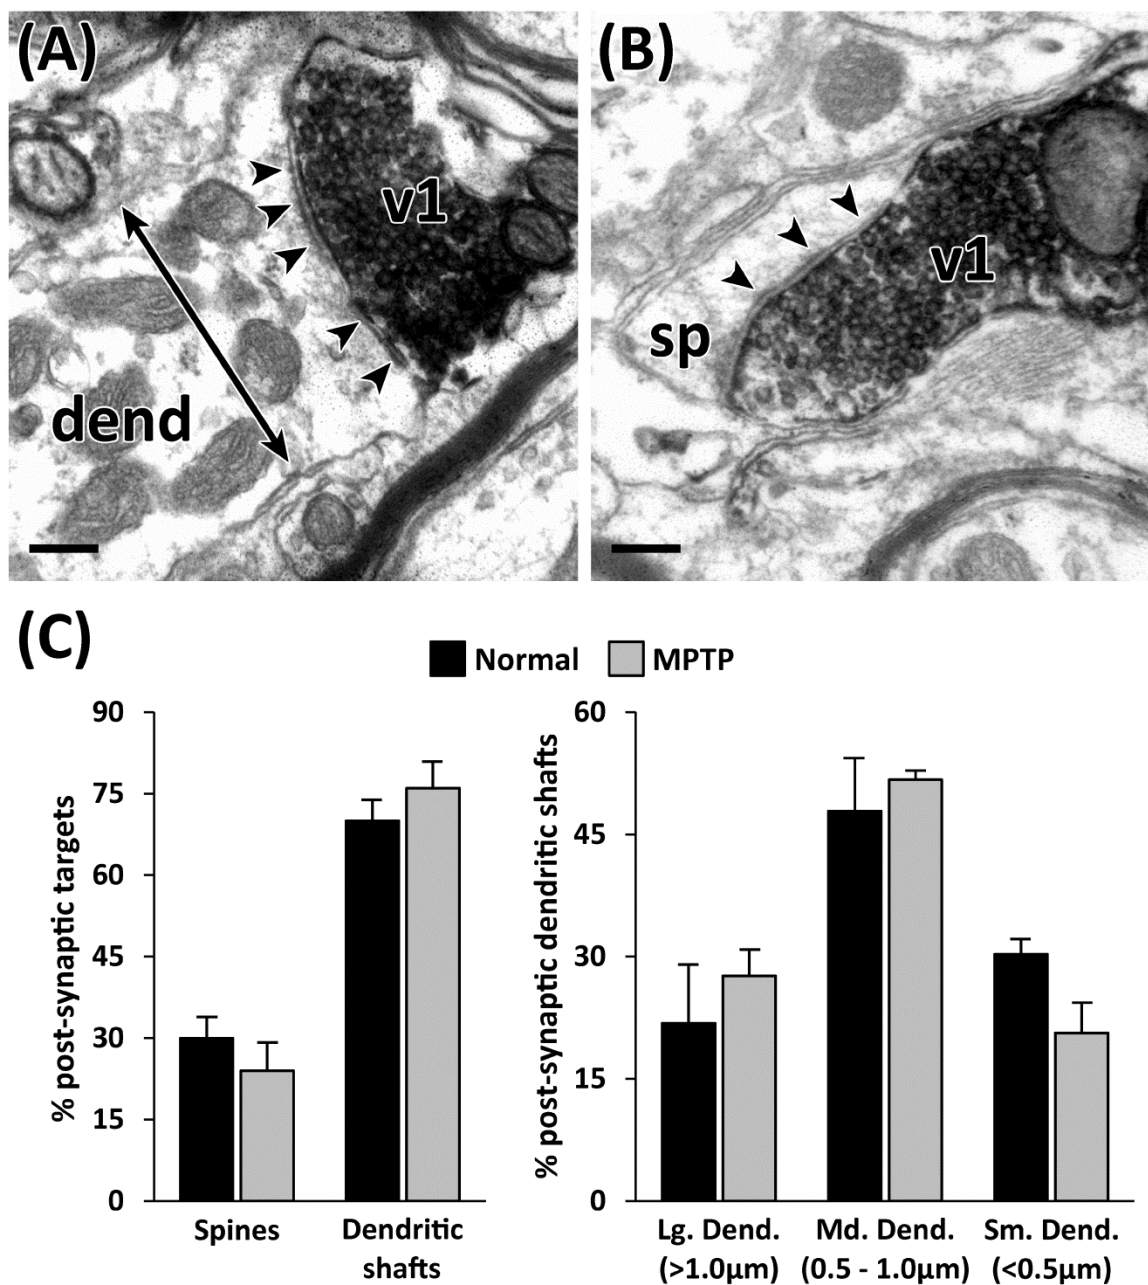 (A)
v1
dend
(B)
v1
sp
(C)
Normal MPTP
% post-synaptic targets
90
75
60
45
30
15
0
Spines
Dendritic
shafts
% post-synaptic dendritic shafts
60
45
30
15
0
Lg. Dend.
(>1.0µm)
Md. Dend.
(0.5 - 1.0µm)
Sm. Dend.
(<0.5µm)